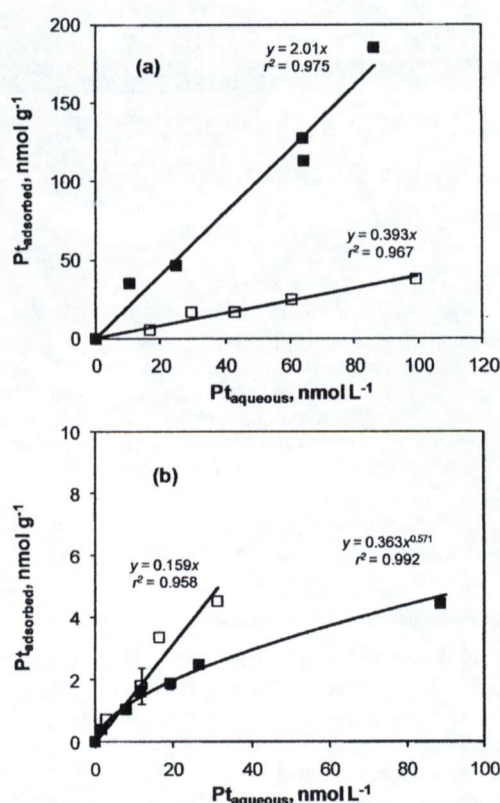 200
(a)
y = 2.01x
r² = 0.975
150
100
y = 0.393x
r² = 0.967
50
0
0 20 40 60 80 100 120
Ptadsorbed, nmol g⁻¹
Ptaqueous, nmol L⁻¹
10
(b)
8
y = 0.159x
r² = 0.958
y = 0.363x^0.571
r² = 0.992
6
4
2
0
0 20 40 60 80 100
Ptadsorbed, nmol g⁻¹
Ptaqueous, nmol L⁻¹